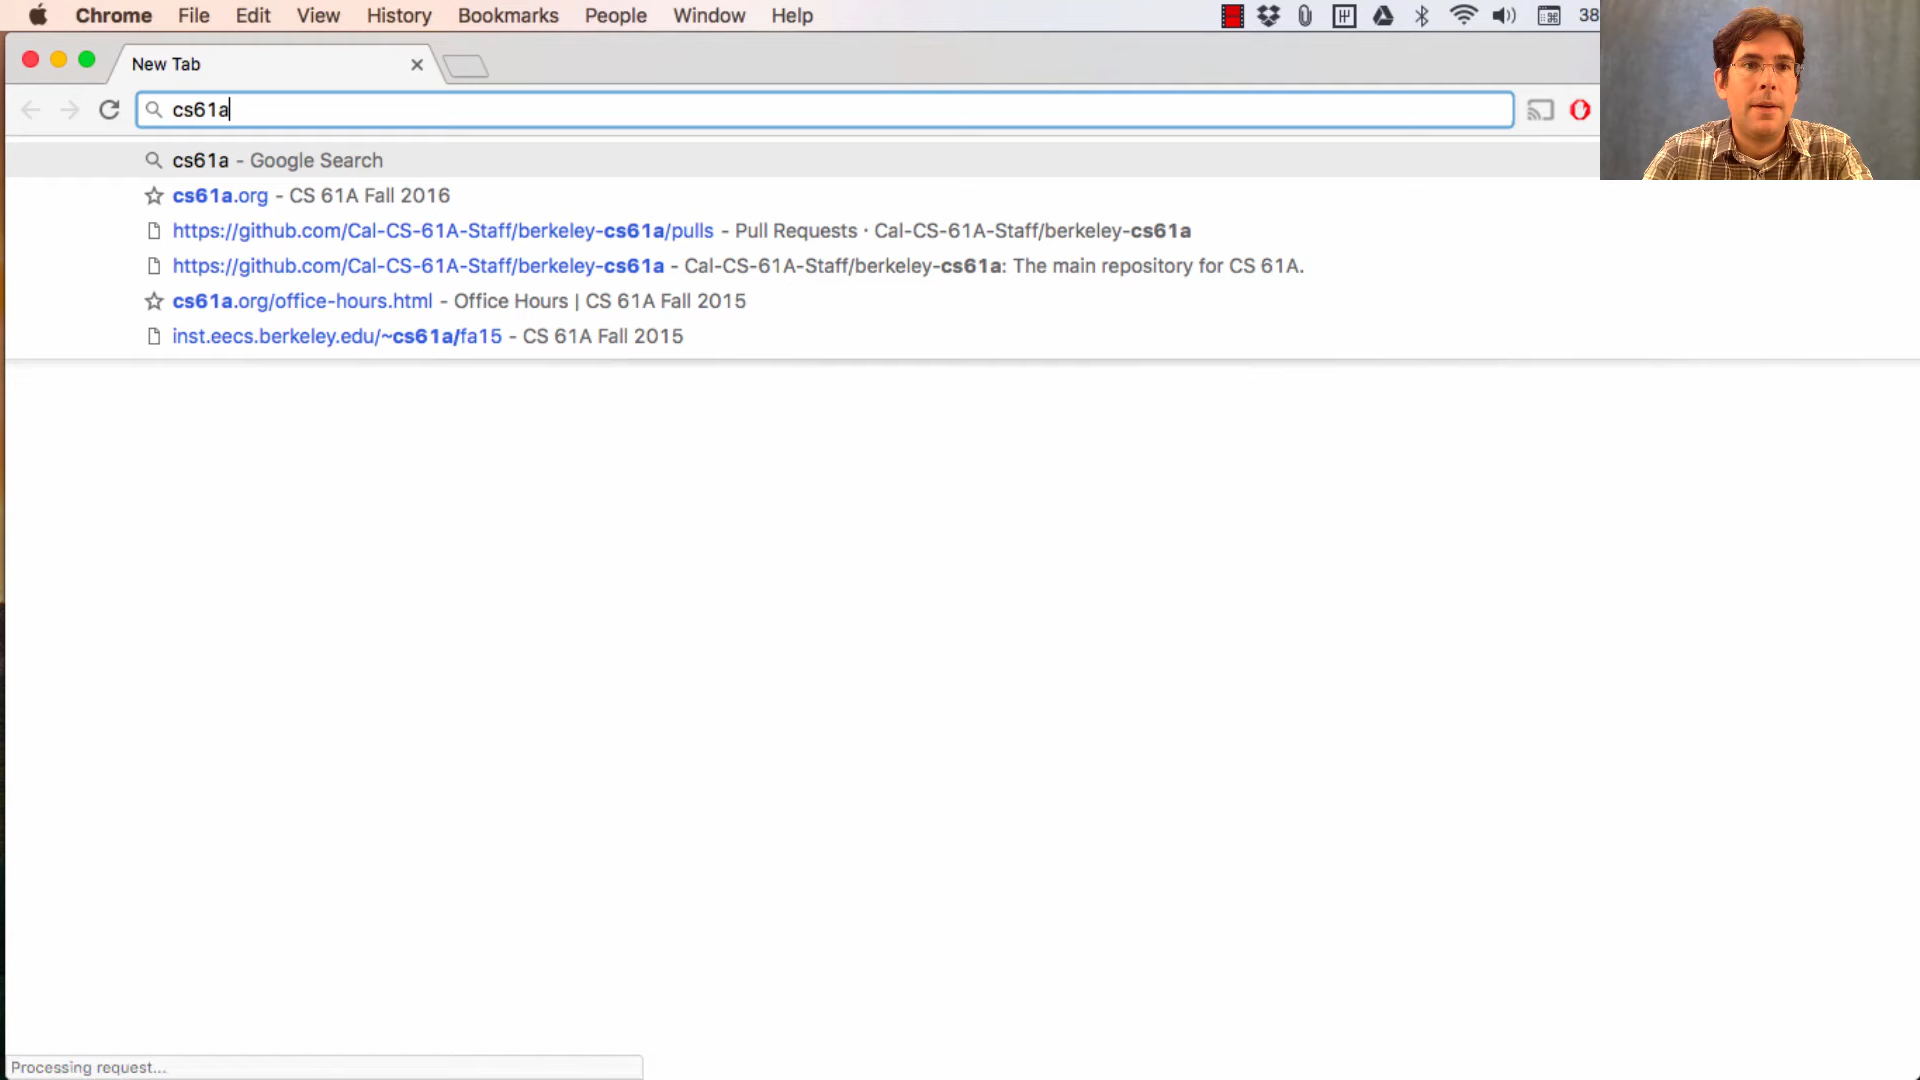 Chrome File Edit View History Bookmarks People Window Help 38
New Tab
cs61a
cs61a - Google Search
cs61a.org - CS 61A Fall 2016
https://github.com/Cal-CS-61A-Staff/berkeley-cs61a/pulls - Pull Requests · Cal-CS-61A-Staff/berkeley-cs61a
https://github.com/Cal-CS-61A-Staff/berkeley-cs61a - Cal-CS-61A-Staff/berkeley-cs61a: The main repository for CS 61A.
cs61a.org/office-hours.html - Office Hours | CS 61A Fall 2015
inst.eecs.berkeley.edu/~cs61a/fa15 - CS 61A Fall 2015
Processing request...